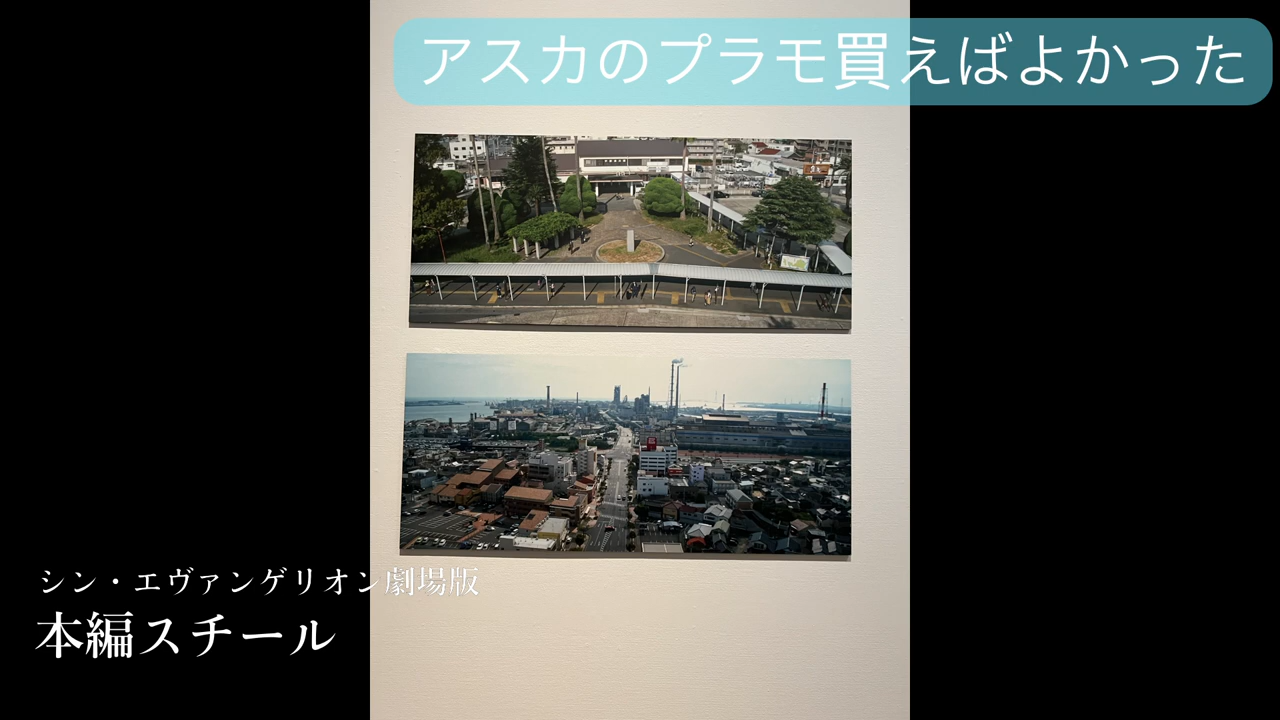 アスカのプラモ買えばよかった
シン・エヴァンゲリオン劇場版
本編スチール